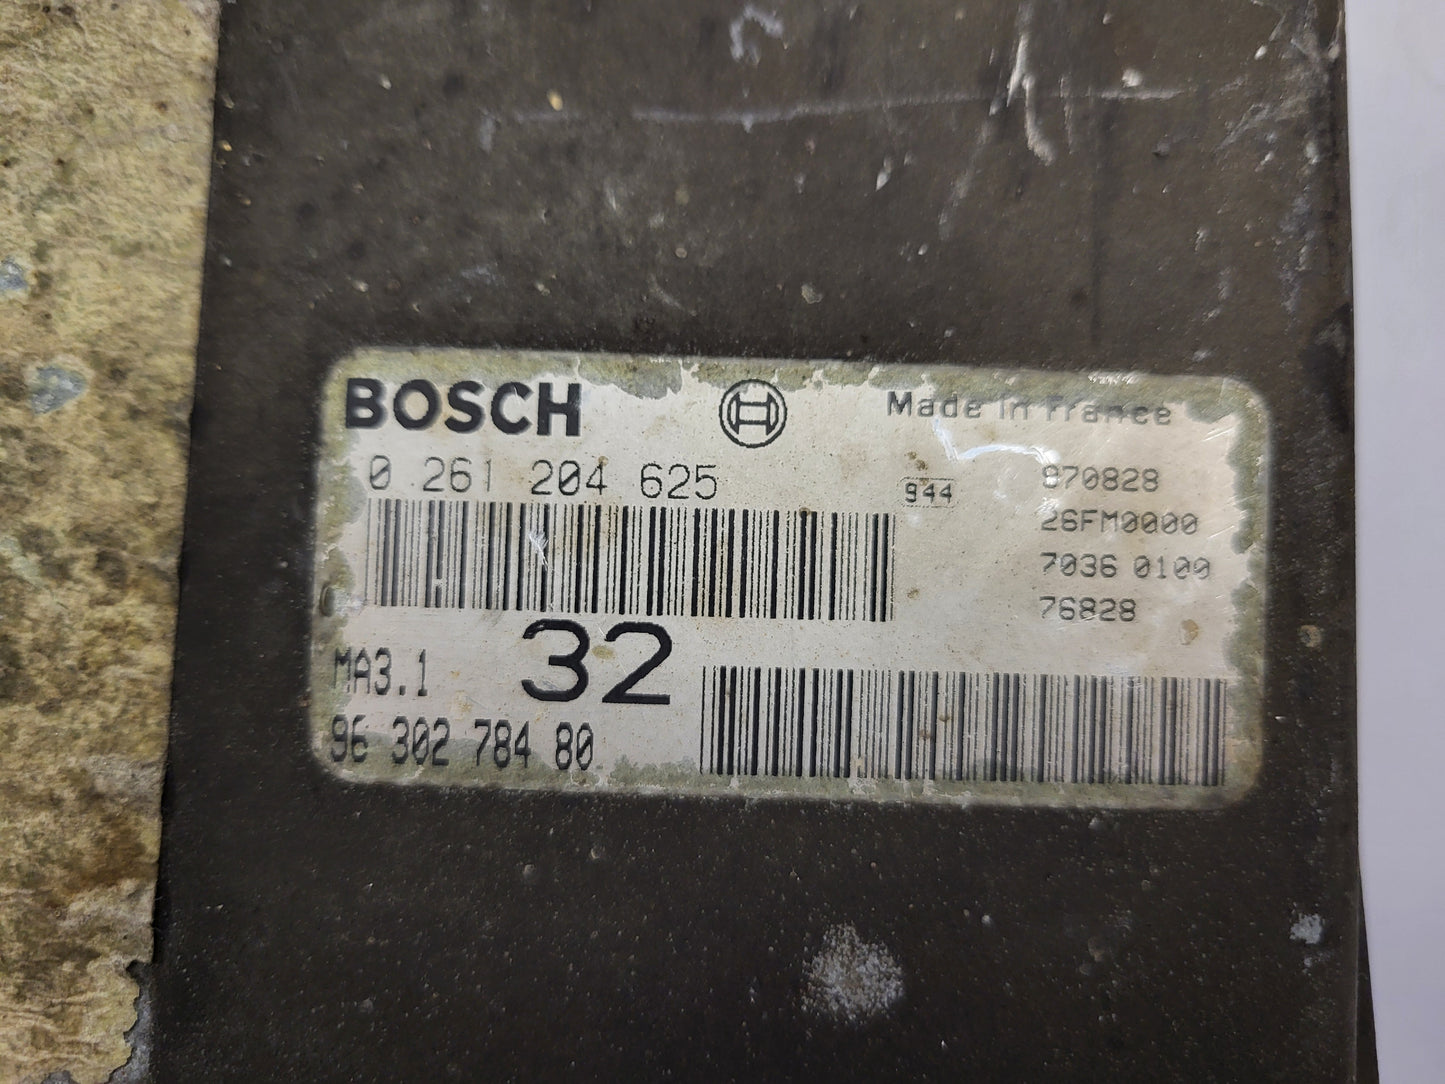 BOSCH
Made in France
0 261 204 625
944
870828
26FM0000
7036 0100
76828
MA3.1
32
96 302 784 80